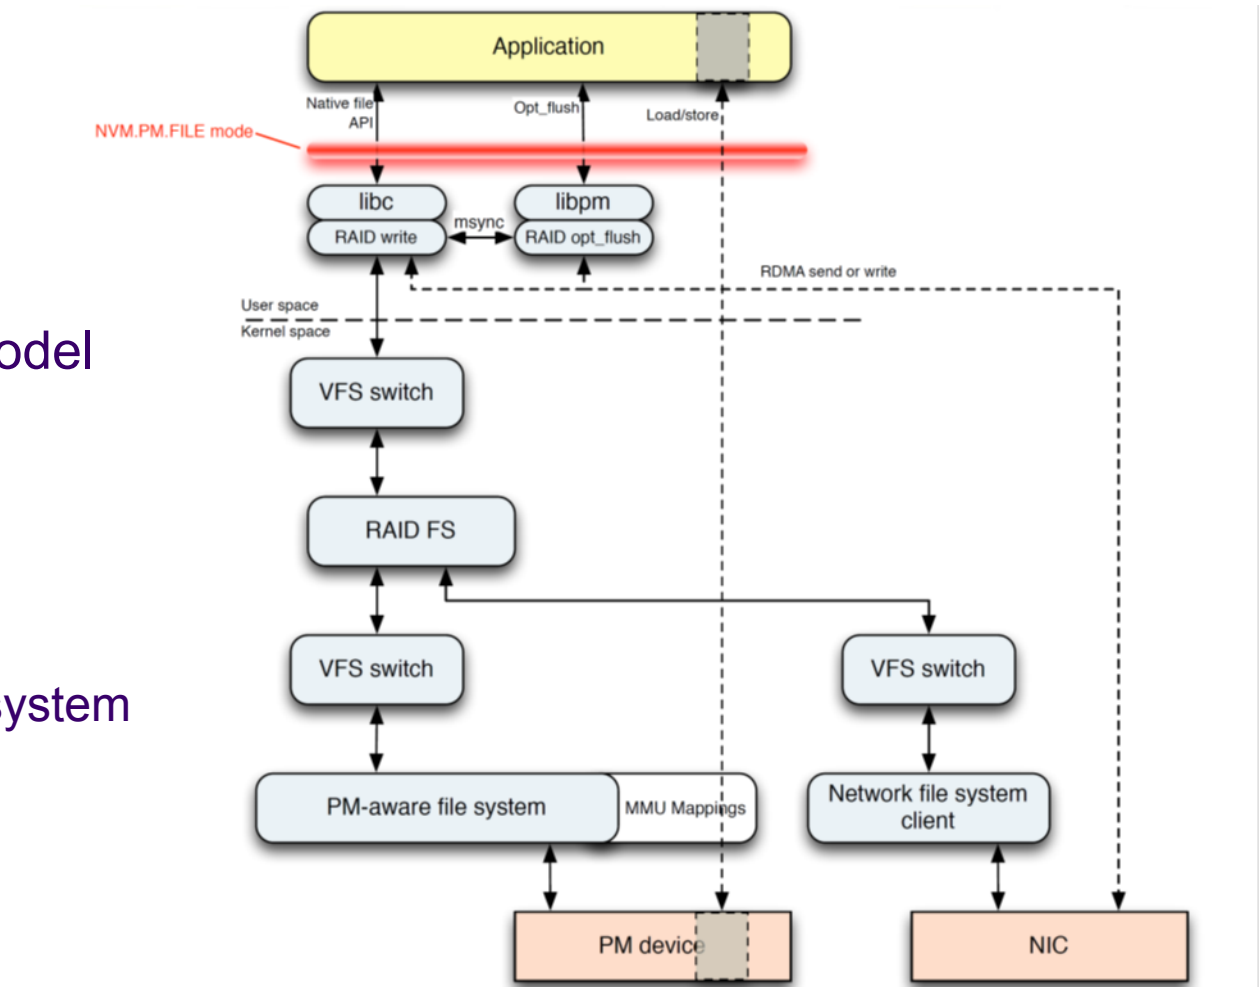 Application
Native file
API
Opt_flush
Load/store
NVM.PM.FILE mode
libc
libpm
msync
RAID write
RAID opt_flush
RDMA send or write
User space
Kernel space
odel
VFS switch
RAID FS
VFS switch
VFS switch
system
PM-aware file system
MMU Mappings
Network file system
client
PM device
NIC